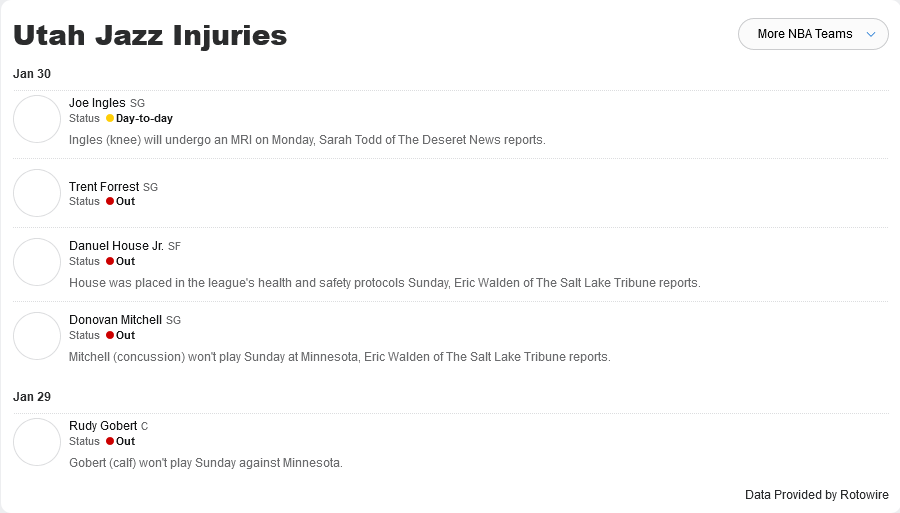 Utah Jazz Injuries
More NBA Teams
Jan 30
Joe Ingles SG
Status Day-to-day
Ingles (knee) will undergo an MRI on Monday, Sarah Todd of The Deseret News reports.
Trent Forrest SG
Status Out
Danuel House Jr. SF
Status Out
House was placed in the league's health and safety protocols Sunday, Eric Walden of The Salt Lake Tribune reports.
Donovan Mitchell SG
Status Out
Mitchell (concussion) won't play Sunday at Minnesota, Eric Walden of The Salt Lake Tribune reports.
Jan 29
Rudy Gobert C
Status Out
Gobert (calf) won't play Sunday against Minnesota.
Data Provided by Rotowire